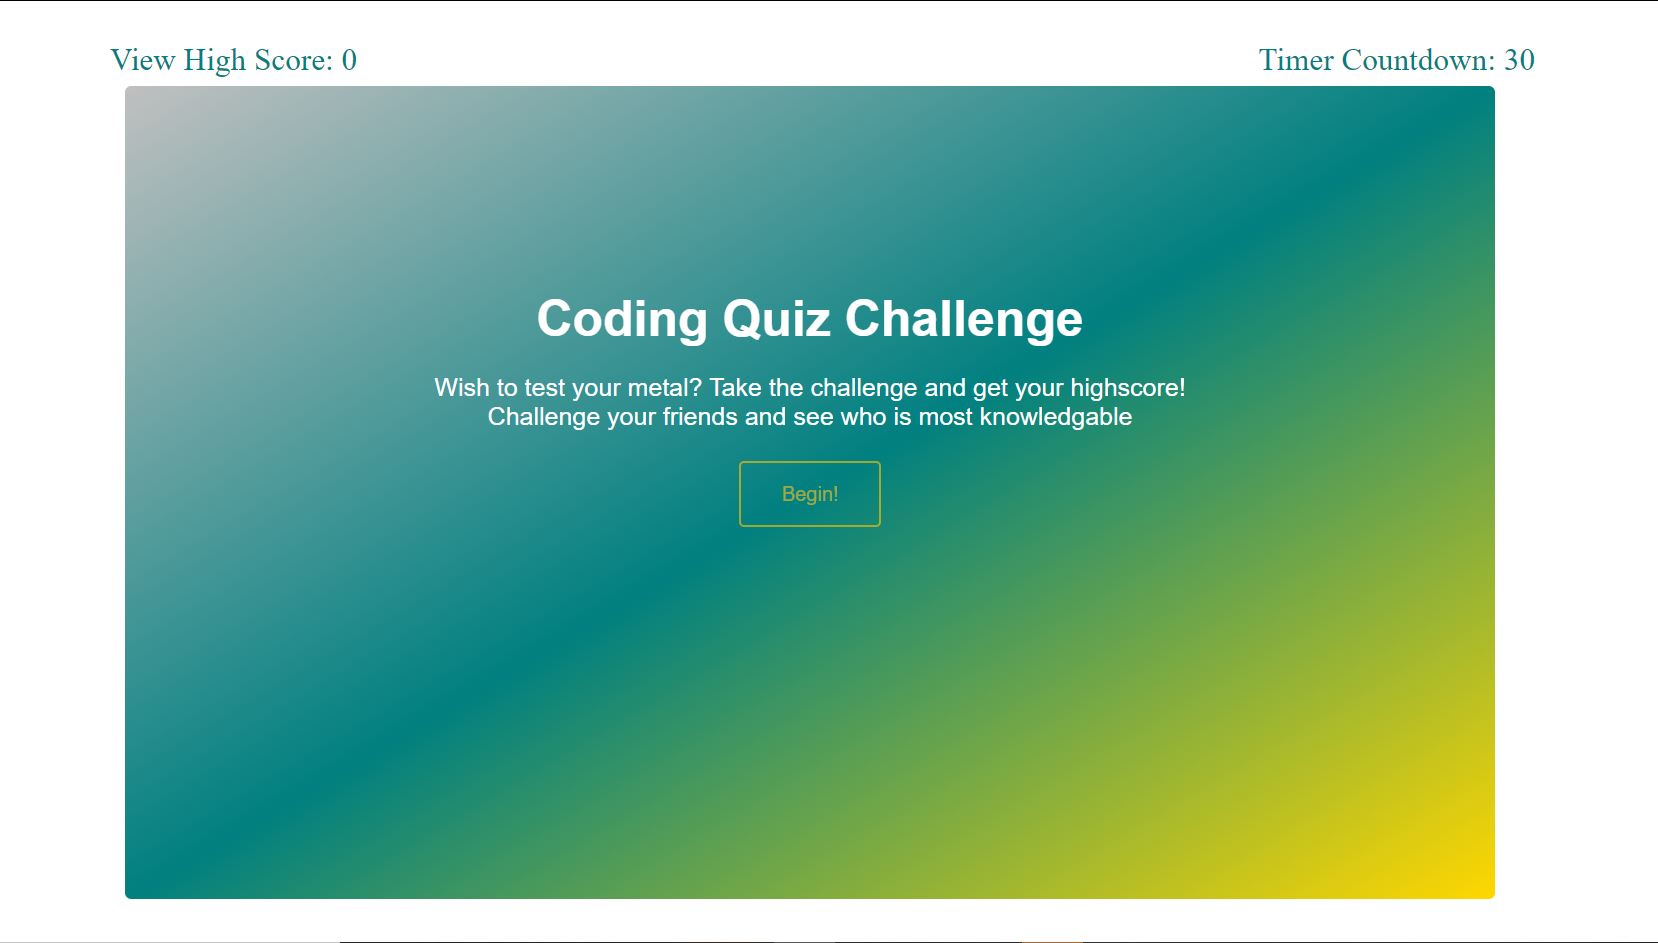 View High Score: 0
Timer Countdown: 30
Coding Quiz Challenge
Wish to test your metal? Take the challenge and get your highscore!
Challenge your friends and see who is most knowledgable
Begin!